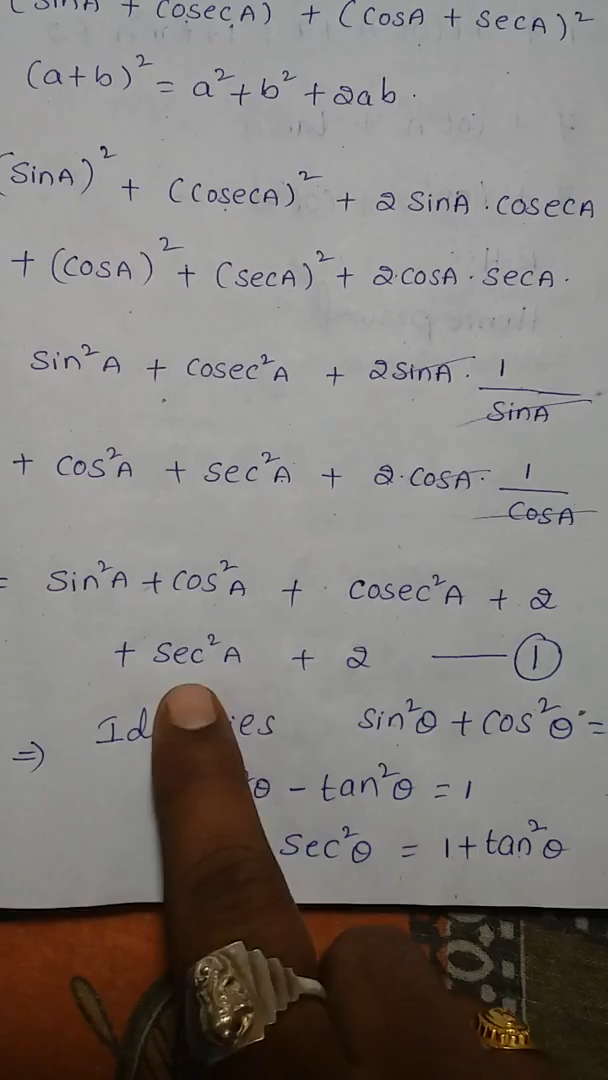 (SinA + CosecA) + (CosA + SecA)²
(a+b)² = a² + b² + 2ab.
(SinA)² + (CosecA)² + 2 SinA . CosecA
+ (CosA)² + (SecA)² + 2.CosA . SecA.
Sin²A + Cosec²A + 2SinA . 1/SinA
+ Cos²A + Sec²A + 2.CosA. 1/CosA
= Sin²A + Cos²A + Cosec²A + 2
+ Sec²A + 2 — ①
⇒ Sin²θ + Cos²θ =
θ - tan²θ = 1
Sec²θ = 1 + tan²θ